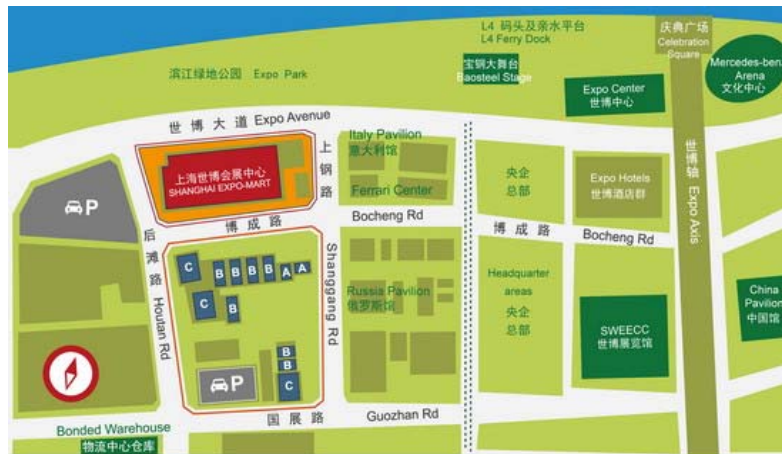 L4 码头及亲水平台
L4 Ferry Dock
庆典广场
Celebration
Square
宝钢大舞台
Baosteel Stage
Mercedes-benz
Arena
文化中心
滨江绿地公园 Expo Park
Expo Center
世博中心
世博大道 Expo Avenue
上钢路
Italy Pavilion
意大利馆
上海世博会展中心
SHANGHAI EXPO-MART
Ferrari Center
央企
总部
Expo Hotels
世博酒店群
世博轴 Expo Axis
P
博成路
Bocheng Rd
博成路
Bocheng Rd
后滩路 Houtan Rd
Shanggang Rd
C
B
B
B
B
A
A
C
B
Russia Pavilion
俄罗斯馆
Headquarter
areas
央企
总部
China
Pavilion
中国馆
SWEECC
世博展览馆
B
B
C
P
国展路
Guozhan Rd
Bonded Warehouse
物流中心仓库